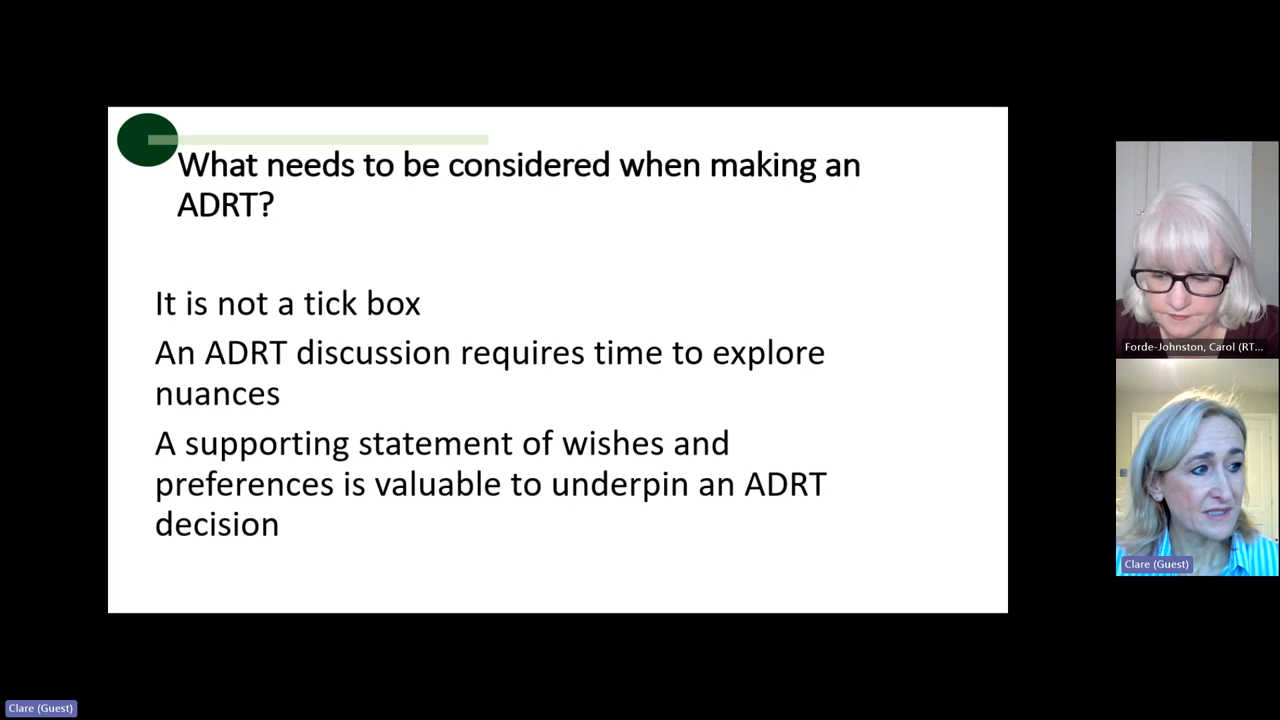 What needs to be considered when making an
ADRT?
It is not a tick box
An ADRT discussion requires time to explore
nuances
A supporting statement of wishes and
preferences is valuable to underpin an ADRT
decision
Forde-Johnston, Carol (RT...
Clare (Guest)
Clare (Guest)